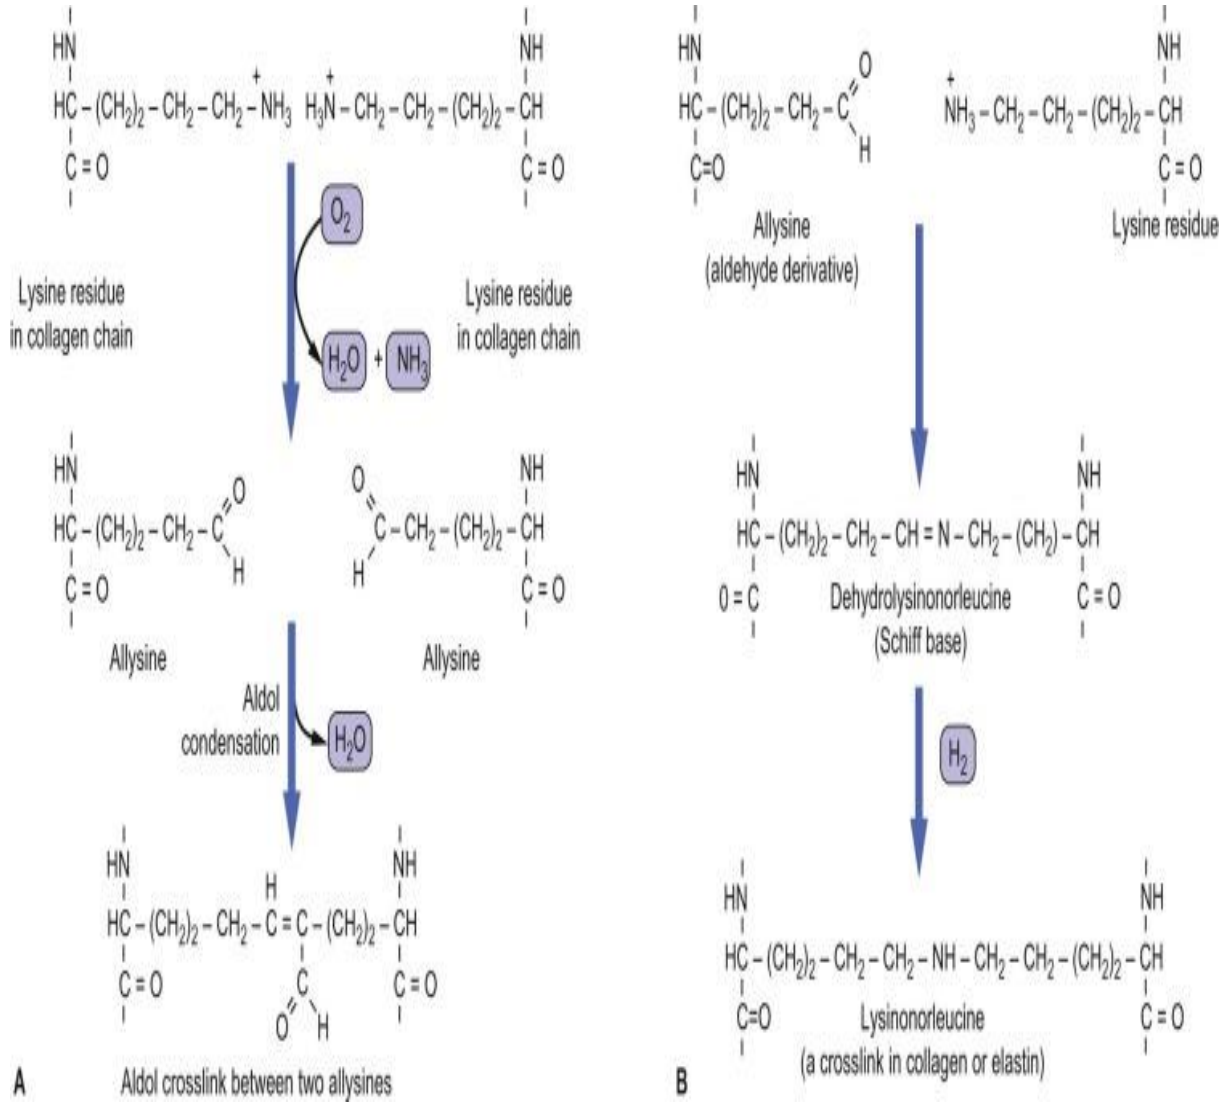 HN
NH
HC – (CH2)2 – CH2 – CH2 – +NH3
H3+N – CH2 – CH2 – (CH2)2 – CH
C = O
C = O
O2
Lysine residue
in collagen chain
Lysine residue
in collagen chain
H2O + NH3
HN
NH
O
O
HC – (CH2)2 – CH2 – C
C – CH2 – (CH2)2 – CH
H
H
C = O
C = O
Allysine
Allysine
Aldol
condensation
H2O
HN
NH
H
HC – (CH2)2 – CH2 – C = C – (CH2)2 – CH
C = O
C
C = O
O
H
A
Aldol crosslink between two allysines
HN
NH
O
HC – (CH2)2 – CH2 – C
+NH3 – CH2 – CH2 – (CH2)2 – CH
H
C=O
C = O
Allysine
(aldehyde derivative)
Lysine residue
HN
NH
HC – (CH2)2 – CH2 – CH = N – CH2 – (CH2) – CH
O = C
C = O
Dehydrolysinonorleucine
(Schiff base)
H2
HN
NH
HC – (CH2)2 – CH2 – CH2 – NH – CH2 – CH2 – (CH2)2 – CH
C=O
C = O
Lysinonorleucine
(a crosslink in collagen or elastin)
B